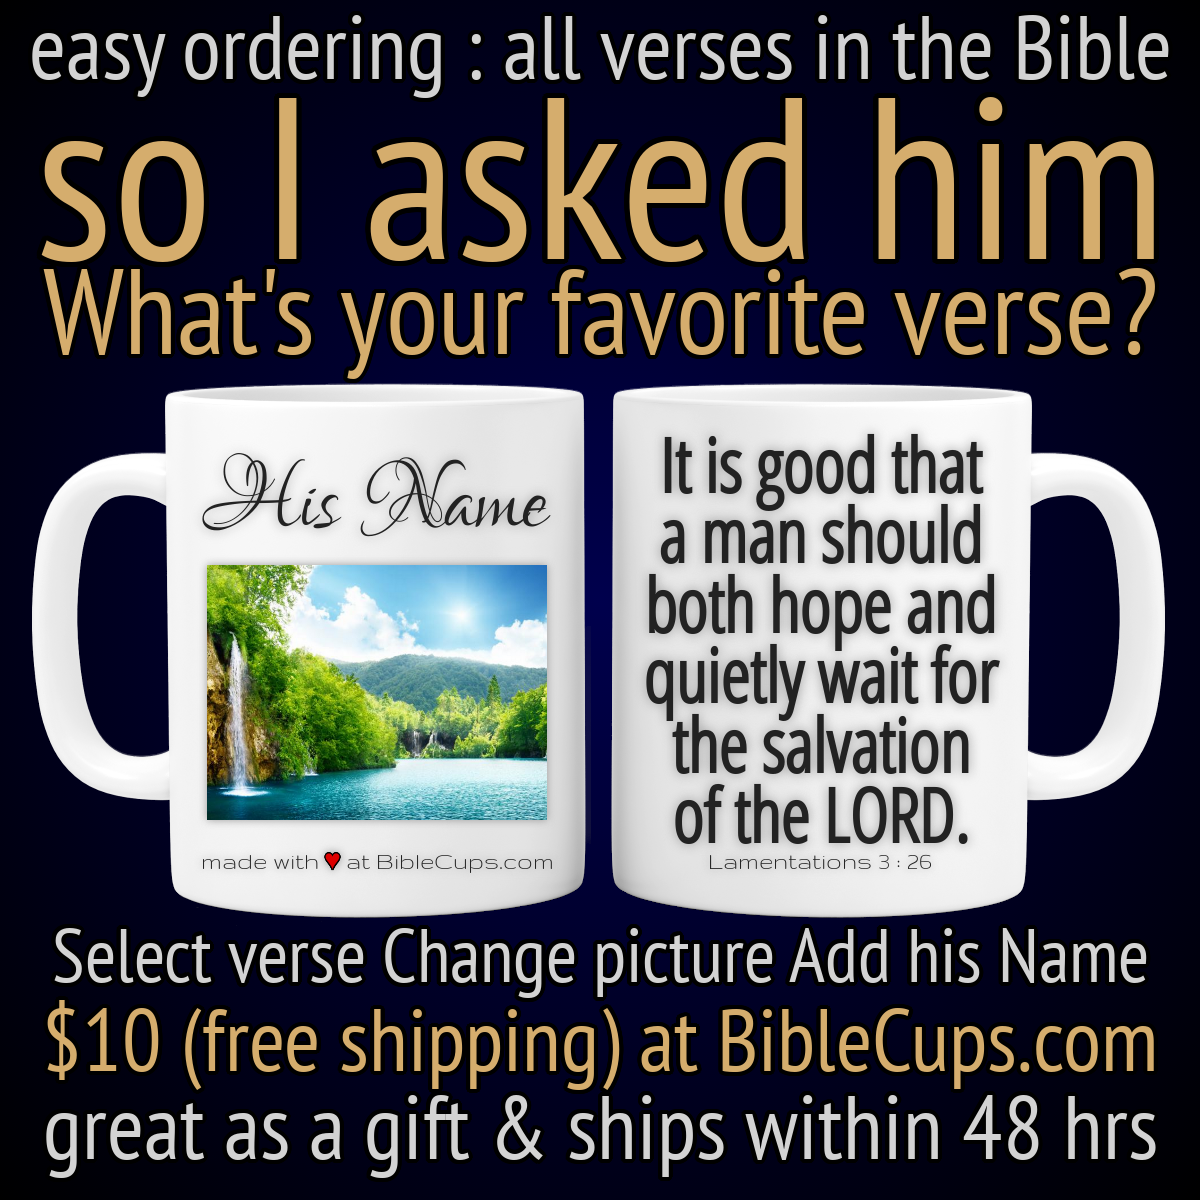 easy ordering : all verses in the Bible
so I asked him
What's your favorite verse?
His Name
made with ♥ at BibleCups.com
It is good that
a man should
both hope and
quietly wait for
the salvation
of the LORD.
Lamentations 3 : 26
Select verse Change picture Add his Name
$10 (free shipping) at BibleCups.com
great as a gift & ships within 48 hrs